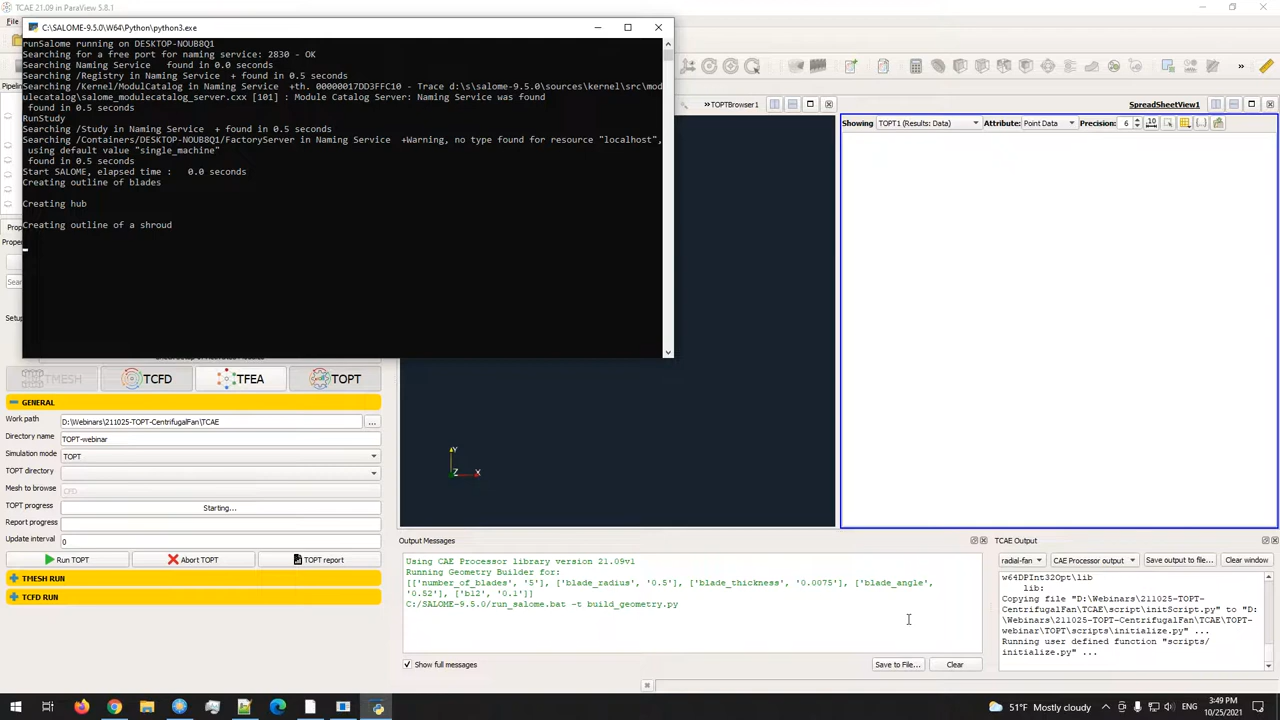 TCAE 21.09 in ParaView 5.8.1
File
C:\SALOME-9.5.0\W64\Python\python3.exe
runSalome running on DESKTOP-NOUB8Q1
Searching for a free port for naming service: 2830 - OK
Searching Naming Service   found in 0.0 seconds
Searching /Registry in Naming Service  + found in 0.5 seconds
Searching /Kernel/ModulCatalog in Naming Service  +th. 00000017DD3FFC10 - Trace d:\s\salome-9.5.0\sources\kernel\src\mod
ulecatalog\salome_modulecatalog_server.cxx [101] : Module Catalog Server: Naming Service was found
found in 0.5 seconds
RunStudy
Searching /Study in Naming Service  + found in 0.5 seconds
Searching /Containers/DESKTOP-NOUB8Q1/FactoryServer in Naming Service  +Warning, no type found for resource "localhost",
using default value "single_machine"
found in 0.5 seconds
Start SALOME, elapsed time :   0.0 seconds
Creating outline of blades
Creating hub
Creating outline of a shroud
Pipelin
Prop
Propert
Sear
Setu
TMESH
TCFD
TFEA
TOPT
GENERAL
Work path
D:\Webinars\211025-TOPT-CentrifugalFan\TCAE
...
Directory name
TOPT-webinar
Simulation mode
TOPT
TOPT directory
Mesh to browse
CFD
TOPT progress
Starting...
Report progress
Update interval
0
Run TOPT
Abort TOPT
TOPT report
TMESH RUN
TCFD RUN
»TOPTBrowser1
SpreadSheetView1
Showing
TOPT1 (Results: Data)
Attribute:
Point Data
Precision:
6
Y
Z
X
Output Messages
Using CAE Processor library version 21.09v1
Running Geometry Builder for:
[['number_of_blades', '5'], ['blade_radius', '0.5'], ['blade_thickness', '0.0075'], ['blade_angle',
'0.52'], ['bl2', '0.1']]
C:/SALOME-9.5.0/run_salome.bat -t build_geometry.py
Show full messages
Save to File...
Clear
TCAE Output
radial-fan
CAE Processor output
Save output to file...
Clear window
w64DPInt32Opt\lib
lib:
Copying file "D:\Webinars\211025-TOPT-
CentrifugalFan\TCAE\script\initScript.py" to "D:
\Webinars\211025-TOPT-CentrifugalFan\TCAE\TOPT-
webinar\TOPT\scripts\initialize.py" ...
Running user defined function "scripts/
initialize.py" ...
51°F  Mostly cloudy
3:49 PM
10/25/2021